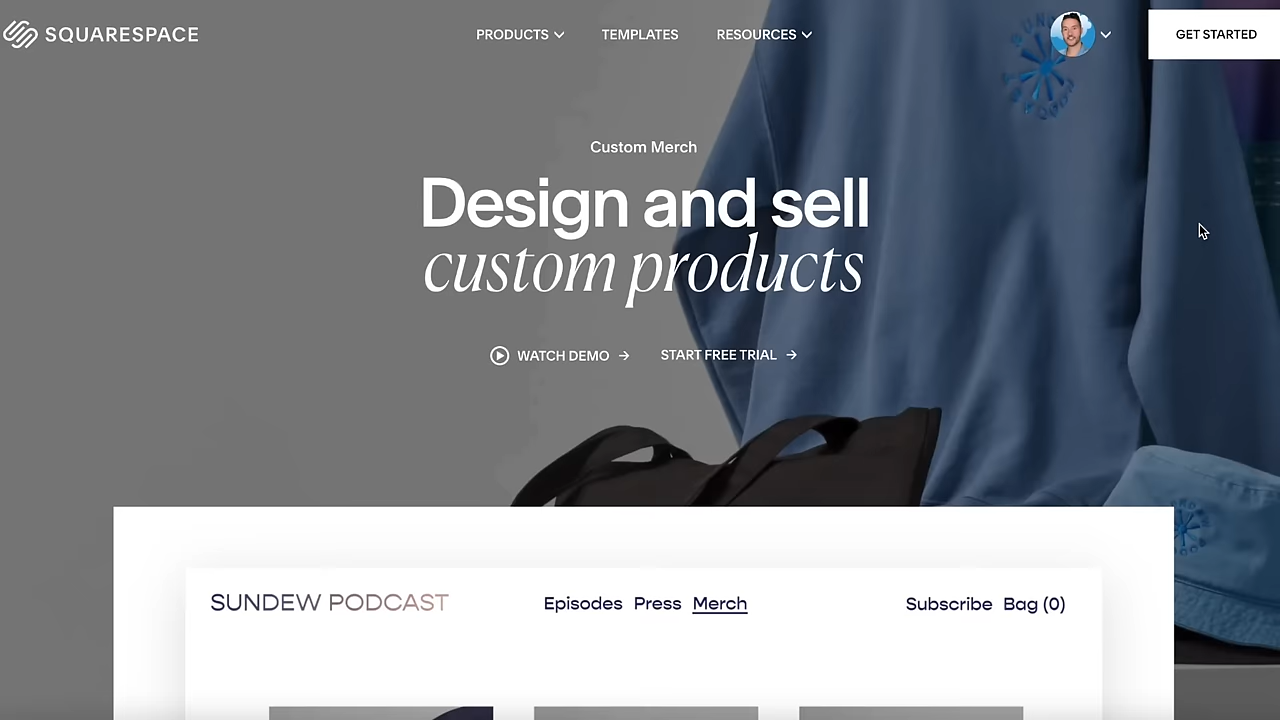 SQUARESPACE
PRODUCTS
TEMPLATES
RESOURCES
GET STARTED
Custom Merch
Design and sell
custom products
WATCH DEMO →
START FREE TRIAL →
SUNDEW PODCAST
Episodes Press Merch
Subscribe Bag (0)